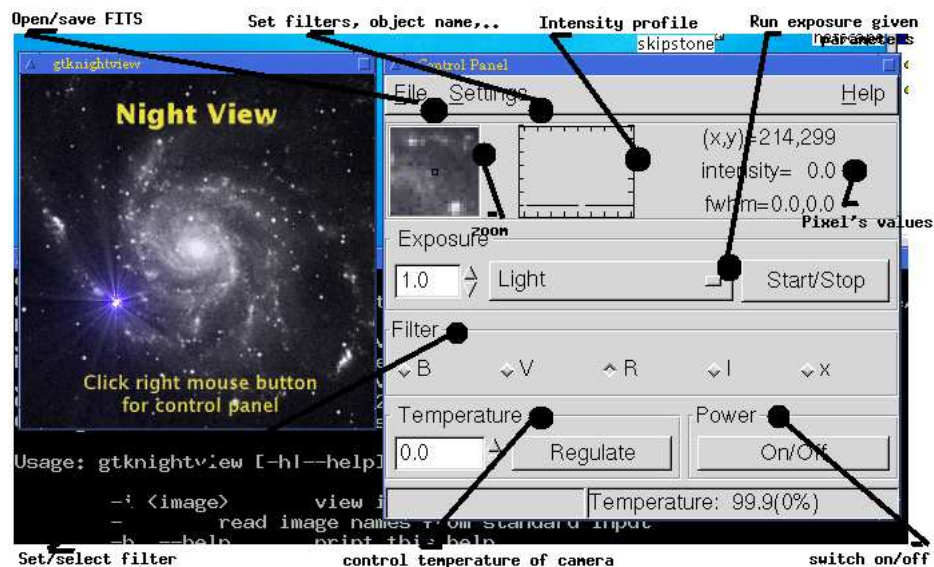 Open/save FITS
Set filters, object name,..
Intensity profile
Run exposure given
parameters
skipstone
gtknightview
Control Panel
Night View
Click right mouse button
for control panel
File Settings Help
(x,y)=214,299
intensity= 0.0
fwhm=0.0,0.0
Pixel's values
zoom
Exposure
1.0 Light Start/Stop
Filter
B V R I x
Temperature Power
0.0 Regulate On/Off
Temperature: 99.9(0%)
Usage: gtknightview [-h|--help]
-i <image> view i
- read image names from standard input
-h, --help print this help
Set/select filter
control temperature of camera
switch on/off